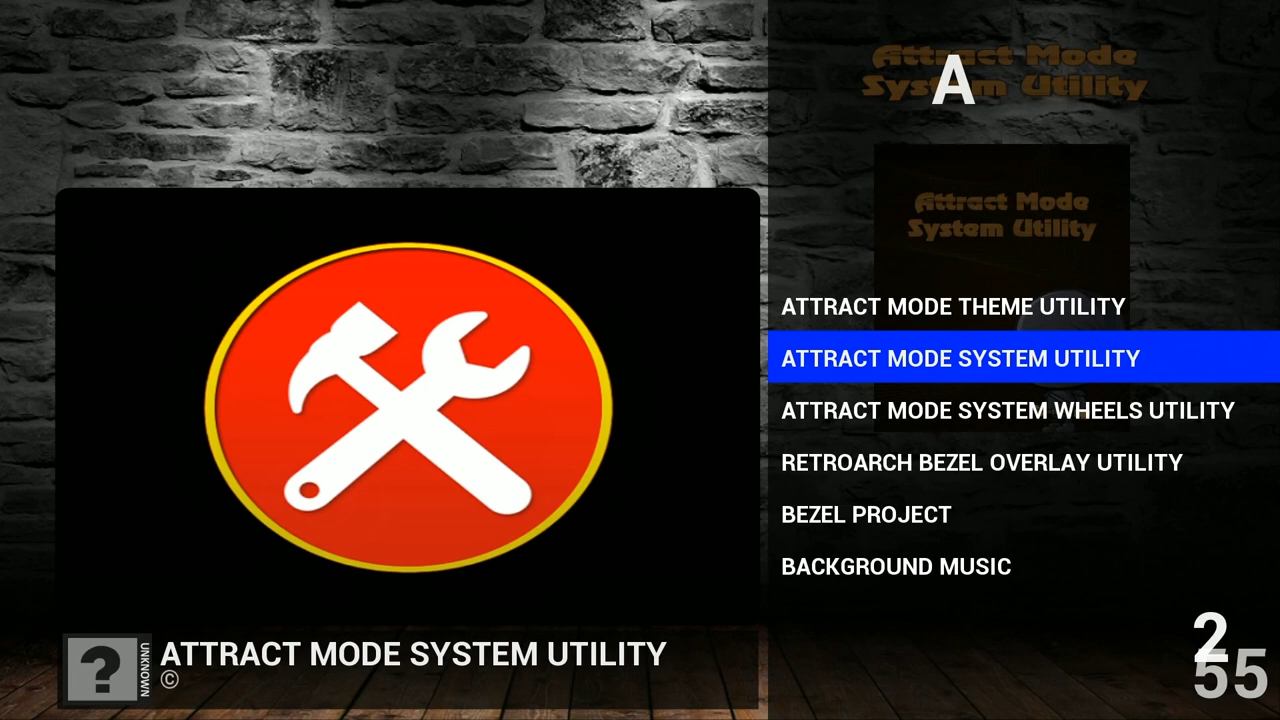 Attract Mode
System Utility
A
Attract Mode
System Utility
ATTRACT MODE THEME UTILITY
ATTRACT MODE SYSTEM UTILITY
ATTRACT MODE SYSTEM WHEELS UTILITY
RETROARCH BEZEL OVERLAY UTILITY
BEZEL PROJECT
BACKGROUND MUSIC
?
UNKNOWN
ATTRACT MODE SYSTEM UTILITY
©
2
55